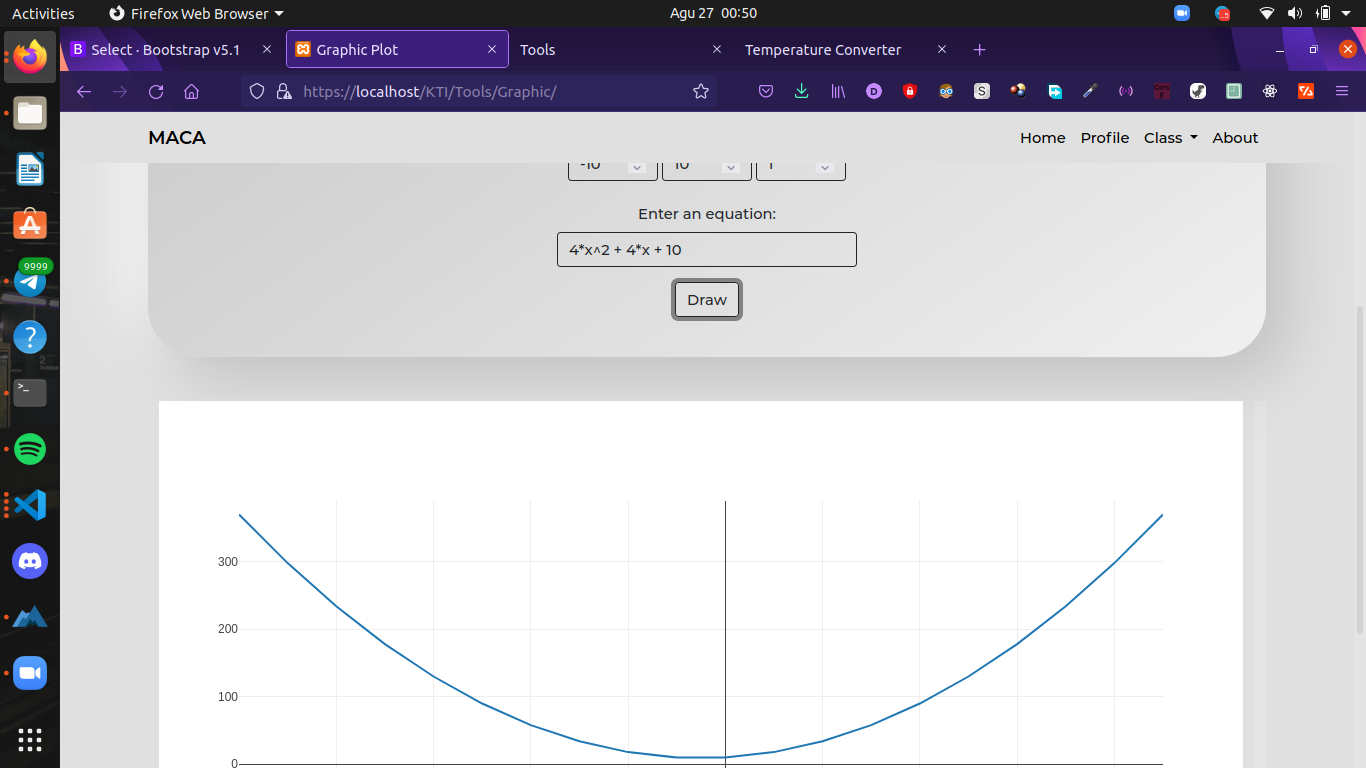 Activities Firefox Web Browser Agu 27 00:50
Select · Bootstrap v5.1 Graphic Plot Tools Temperature Converter
https://localhost/KTI/Tools/Graphic/
MACA Home Profile Class About
-10 10 1
9999
Enter an equation:
4*x^2 + 4*x + 10
Draw
300
200
100
0